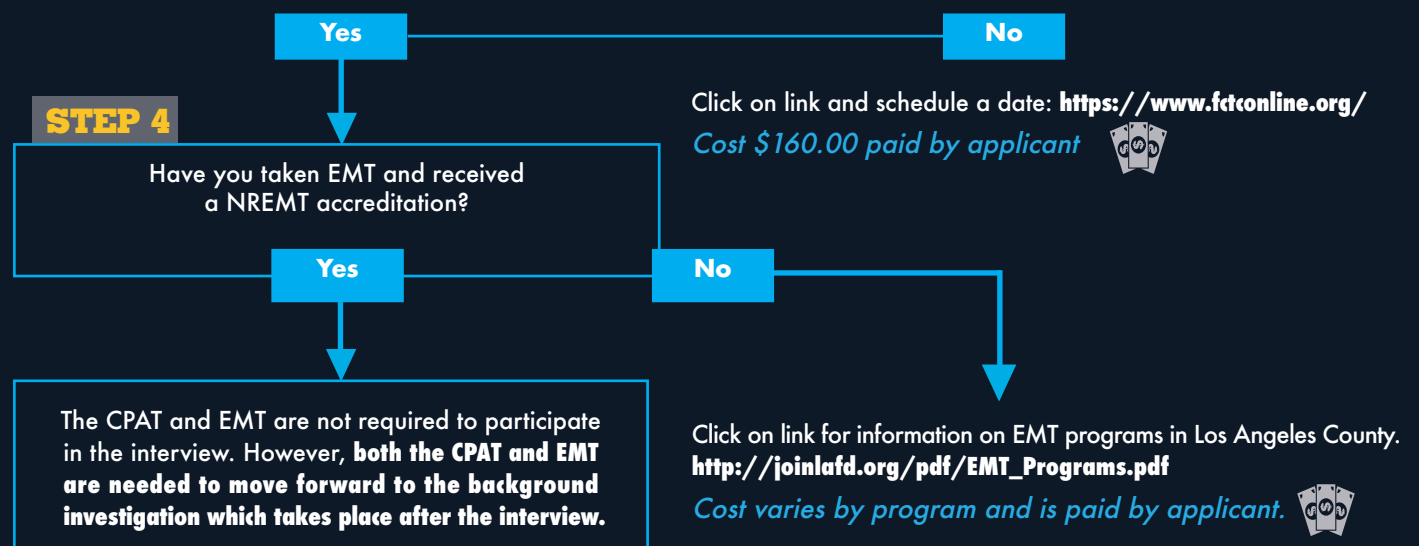 Yes
No
Click on link and schedule a date: https://www.fctconline.org/
Cost $160.00 paid by applicant
STEP 4
Have you taken EMT and received
a NREMT accreditation?
Yes
No
The CPAT and EMT are not required to participate
in the interview. However, both the CPAT and EMT
are needed to move forward to the background
investigation which takes place after the interview.
Click on link for information on EMT programs in Los Angeles County.
http://joinlafd.org/pdf/EMT_Programs.pdf
Cost varies by program and is paid by applicant.